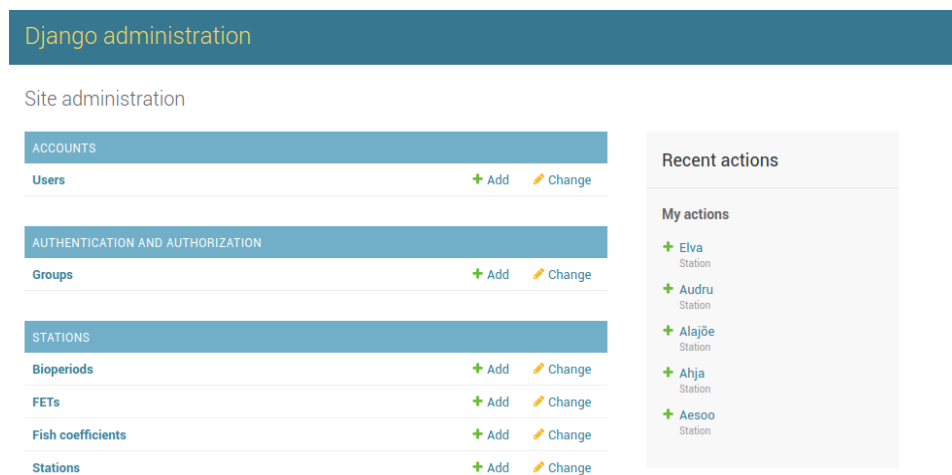 Django administration
Site administration
ACCOUNTS
Users Add Change
AUTHENTICATION AND AUTHORIZATION
Groups Add Change
STATIONS
Bioperiods Add Change
FETs Add Change
Fish coefficients Add Change
Stations Add Change
Recent actions
My actions
Elva
Station
Audru
Station
Alajõe
Station
Ahja
Station
Aesoo
Station